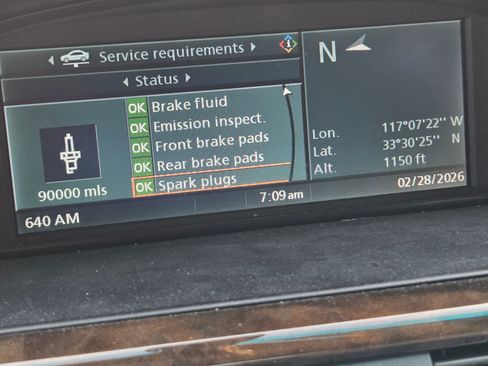 Service requirements
Status
OK Brake fluid
OK Emission inspect.
OK Front brake pads
OK Rear brake pads
OK Spark plugs
90000 mls
N
Lon. 117°07'22'' W
Lat. 33°30'25'' N
Alt. 1150 ft
640 AM
7:09 am
02/28/2026